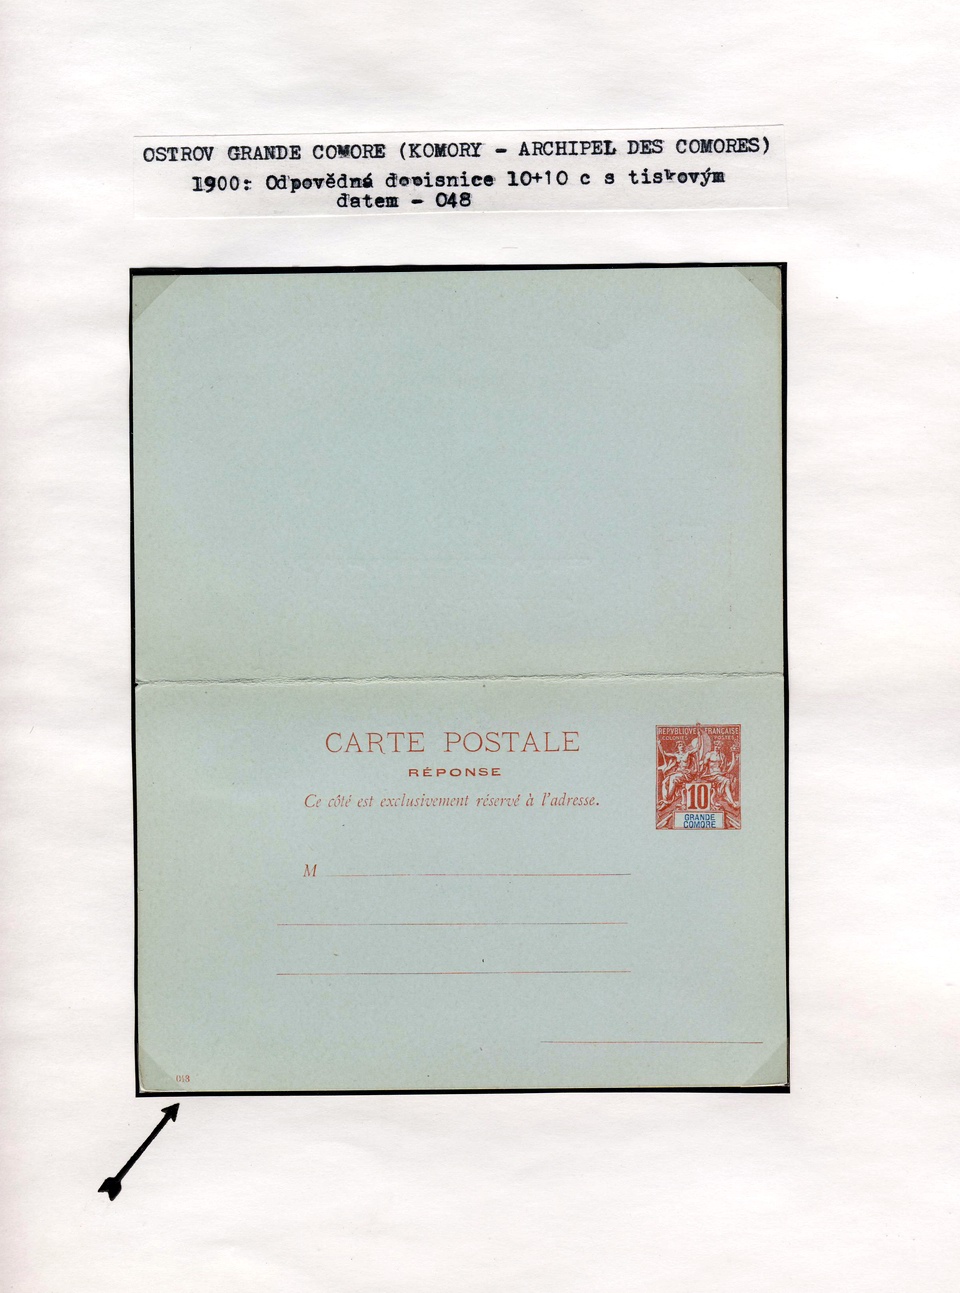 OSTROV GRANDE COMORE (KOMORY - ARCHIPEL DES COMORES)
1900: Odpovědná dopisnice 10+10 c s tiskovým
datem - 048
CARTE POSTALE
RÉPONSE
Ce côté est exclusivement réservé à l'adresse.
REPVBLIQVE FRANÇAISE
COLONIES POSTES
10
GRANDE
COMORE
M
048